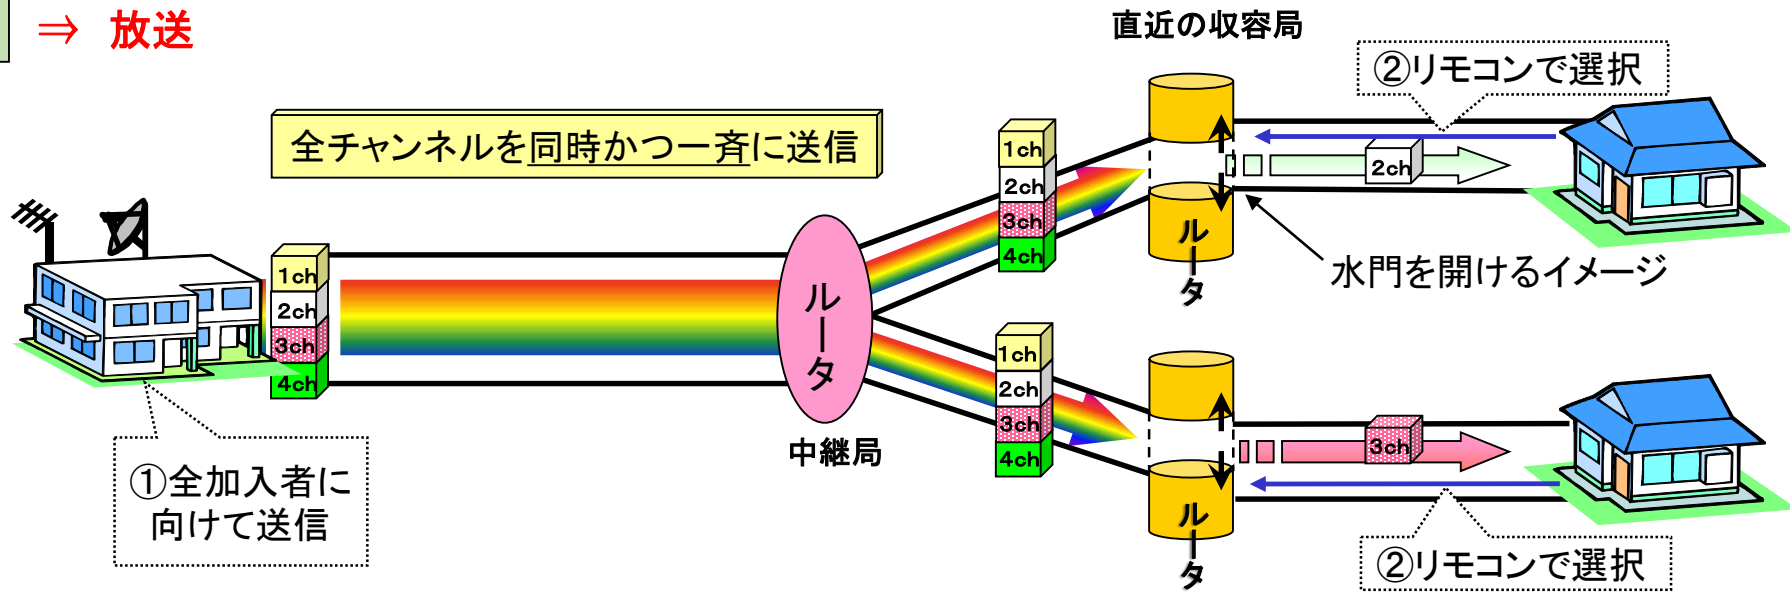 ⇒ 放送
直近の収容局
②リモコンで選択
全チャンネルを同時かつ一斉に送信
1ch
2ch
3ch
4ch
2ch
ルータ
水門を開けるイメージ
1ch
2ch
3ch
4ch
ルータ
中継局
1ch
2ch
3ch
4ch
3ch
ルータ
①全加入者に
向けて送信
②リモコンで選択